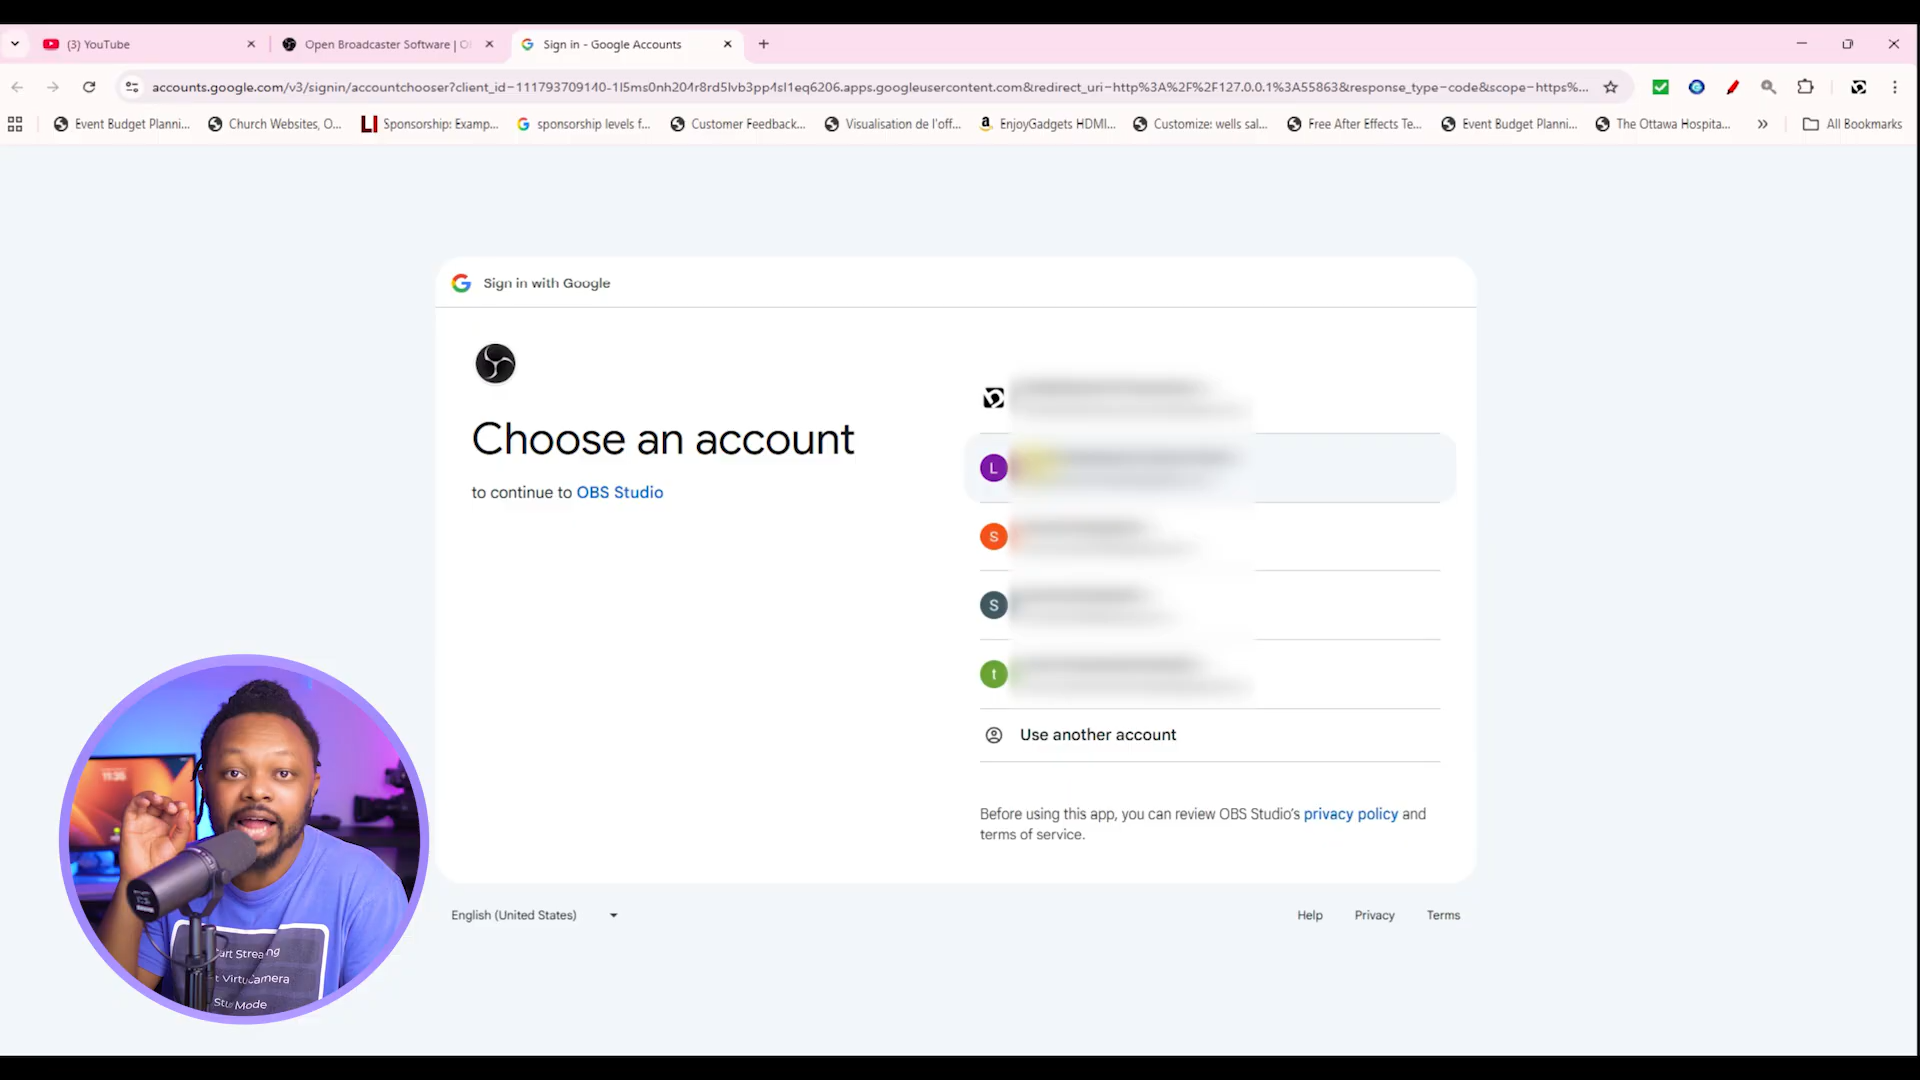 (3) YouTube
Open Broadcaster Software | O
Sign in - Google Accounts
accounts.google.com/v3/signin/accountchooser?client_id=111793709140-1l5ms0nh204r8rd5lvb3pp4sl1eq6206.apps.googleusercontent.com&redirect_uri=http%3A%2F%2F127.0.0.1%3A55863&response_type=code&scope=https%...
Event Budget Planni...
Church Websites, O...
Sponsorship: Examp...
sponsorship levels f...
Customer Feedback...
Visualisation de l'off...
EnjoyGadgets HDMI...
Customize: wells sal...
Free After Effects Te...
Event Budget Planni...
The Ottawa Hospita...
All Bookmarks
Sign in with Google
Choose an account
to continue to OBS Studio
L
S
S
t
Use another account
Before using this app, you can review OBS Studio's privacy policy and
terms of service.
English (United States)
Help
Privacy
Terms
11:35
Streaming
Mode